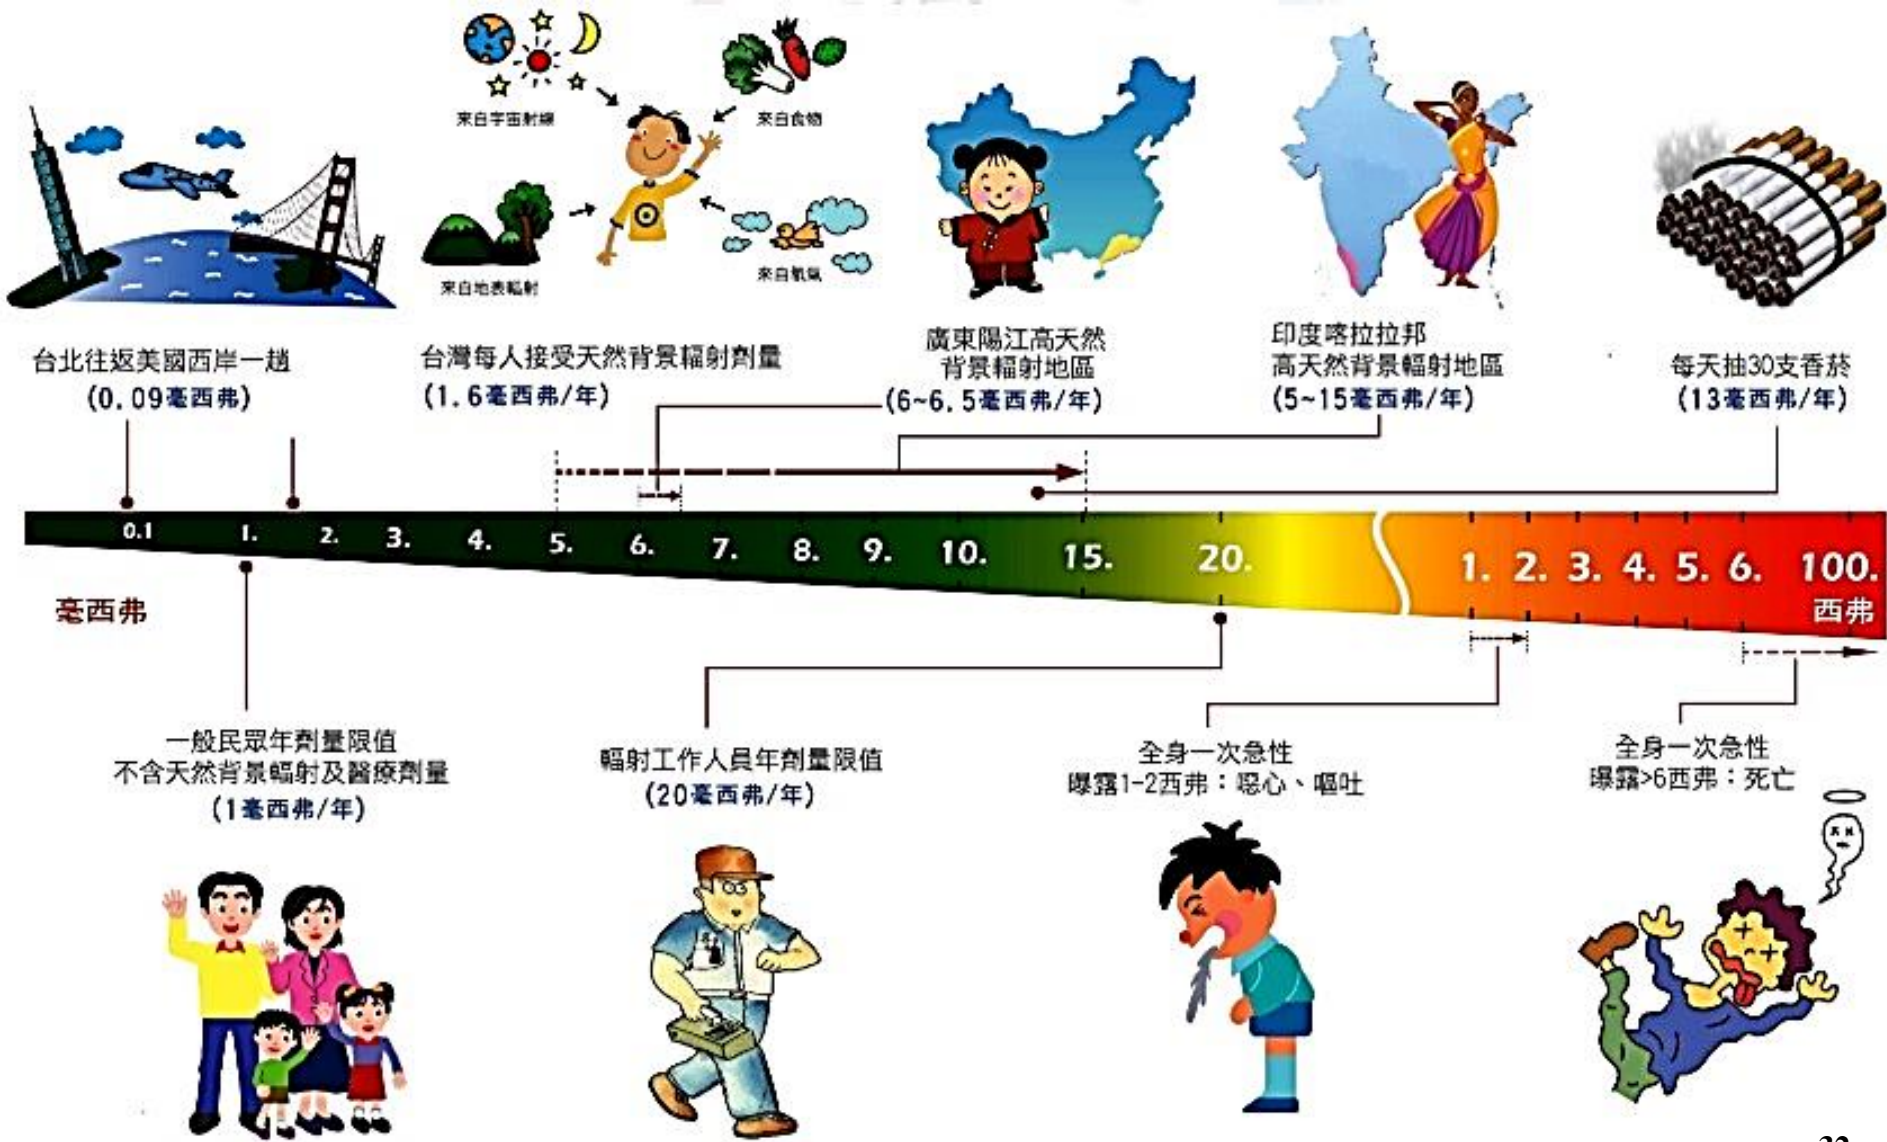 來自宇宙射線
來自食物
來自地表輻射
來自氡氣
台北往返美國西岸一趟
(0.09毫西弗)
台灣每人接受天然背景輻射劑量
(1.6毫西弗/年)
廣東陽江高天然
背景輻射地區
(6~6.5毫西弗/年)
印度喀拉拉邦
高天然背景輻射地區
(5~15毫西弗/年)
每天抽30支香菸
(13毫西弗/年)
0.1 1. 2. 3. 4. 5. 6. 7. 8. 9. 10. 15. 20. 1. 2. 3. 4. 5. 6. 100.
毫西弗
西弗
一般民眾年劑量限值
不含天然背景輻射及醫療劑量
(1毫西弗/年)
輻射工作人員年劑量限值
(20毫西弗/年)
全身一次急性
曝露1-2西弗：噁心、嘔吐
全身一次急性
曝露>6西弗：死亡